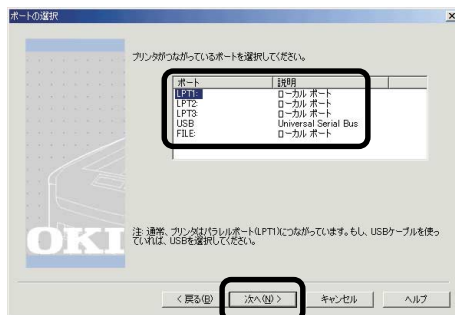 ポートの選択
プリンタがつながっているポートを選択してください。
ポート 説明
LPT1: ローカル ポート
LPT2: ローカル ポート
LPT3: ローカル ポート
USB Universal Serial Bus
FILE: ローカル ポート
OKI
注: 通常、プリンタはパラレルポート(LPT1)につながっています。もし、USBケーブルを使っ
ていれば、USBを選択してください。
< 戻る(B) 次へ(N) > キャンセル ヘルプ